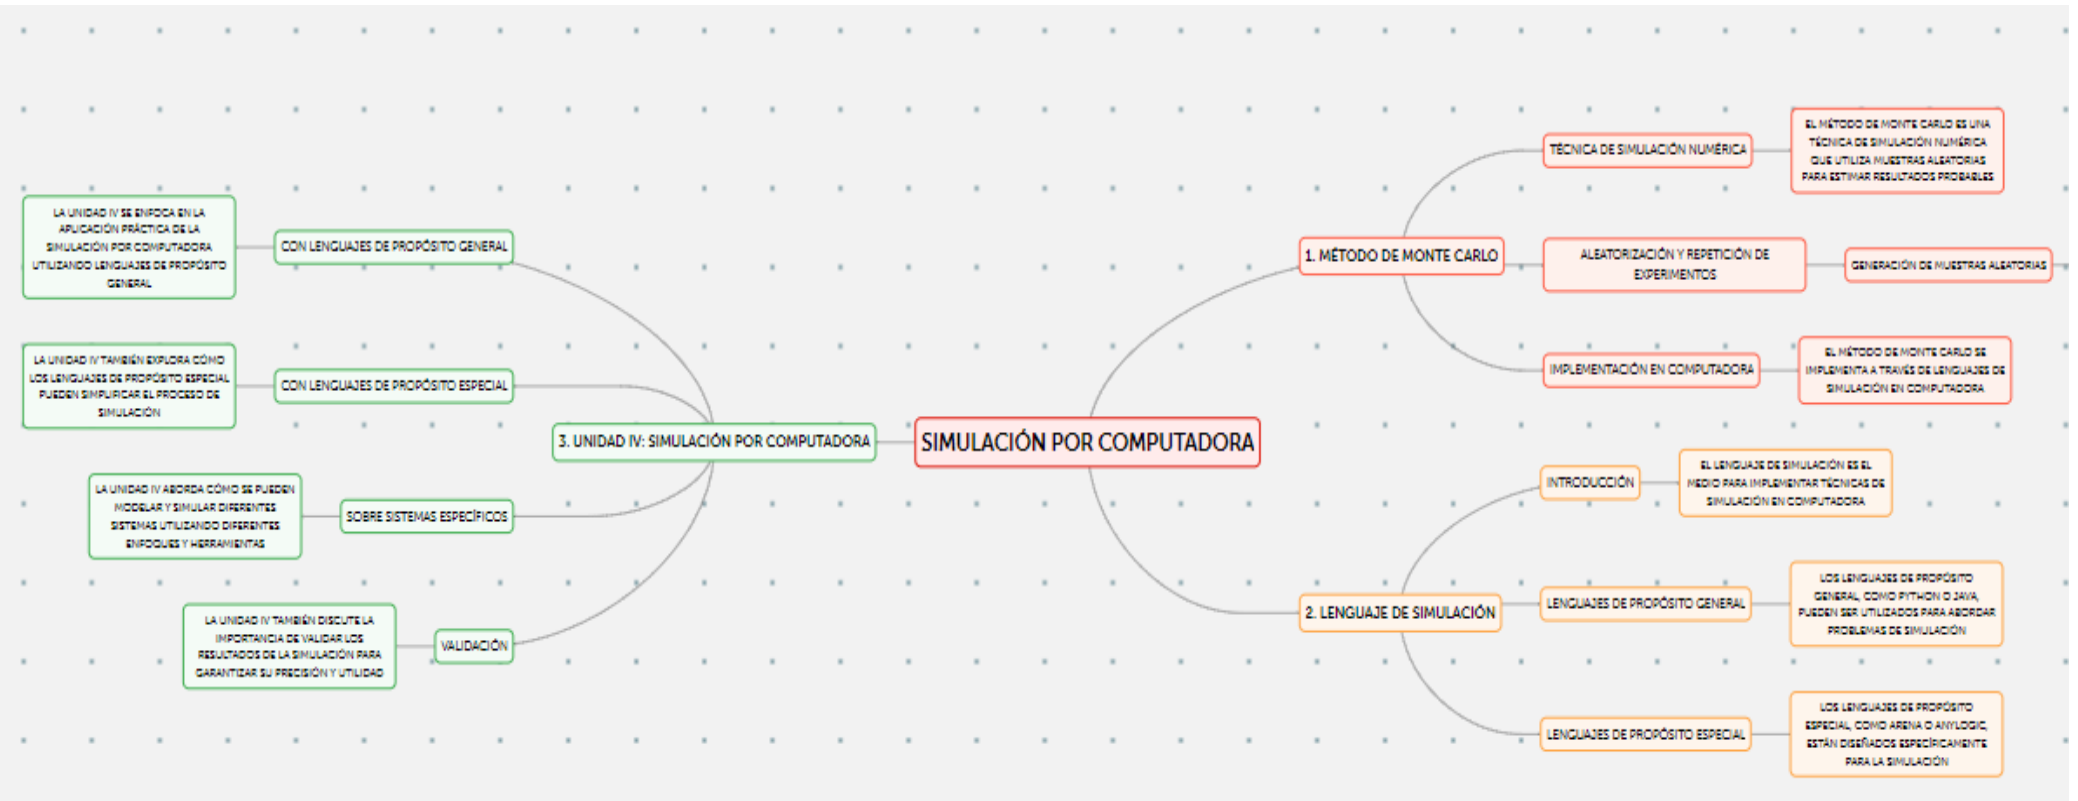 SIMULACIÓN POR COMPUTADORA
1. MÉTODO DE MONTE CARLO
TÉCNICA DE SIMULACIÓN NUMÉRICA
EL MÉTODO DE MONTE CARLO ES UNA
TÉCNICA DE SIMULACIÓN NUMÉRICA
QUE UTILIZA MUESTRAS ALEATORIAS
PARA ESTIMAR RESULTADOS PROBABLES
ALEATORIZACIÓN Y REPETICIÓN DE
EXPERIMENTOS
GENERACIÓN DE MUESTRAS ALEATORIAS
IMPLEMENTACIÓN EN COMPUTADORA
EL MÉTODO DE MONTE CARLO SE
IMPLEMENTA A TRAVÉS DE LENGUAJES DE
SIMULACIÓN EN COMPUTADORA
2. LENGUAJE DE SIMULACIÓN
INTRODUCCIÓN
EL LENGUAJE DE SIMULACIÓN ES EL
MEDIO PARA IMPLEMENTAR TÉCNICAS DE
SIMULACIÓN EN COMPUTADORA
LENGUAJES DE PROPÓSITO GENERAL
LOS LENGUAJES DE PROPÓSITO
GENERAL, COMO PYTHON O JAVA,
PUEDEN SER UTILIZADOS PARA ABORDAR
PROBLEMAS DE SIMULACIÓN
LENGUAJES DE PROPÓSITO ESPECIAL
LOS LENGUAJES DE PROPÓSITO
ESPECIAL, COMO ARENA O ANYLOGIC,
ESTÁN DISEÑADOS ESPECÍFICAMENTE
PARA LA SIMULACIÓN
3. UNIDAD IV: SIMULACIÓN POR COMPUTADORA
CON LENGUAJES DE PROPÓSITO GENERAL
LA UNIDAD IV SE ENFOCA EN LA
APLICACIÓN PRÁCTICA DE LA
SIMULACIÓN POR COMPUTADORA
UTILIZANDO LENGUAJES DE PROPÓSITO
GENERAL
CON LENGUAJES DE PROPÓSITO ESPECIAL
LA UNIDAD IV TAMBIÉN EXPLORA CÓMO
LOS LENGUAJES DE PROPÓSITO ESPECIAL
PUEDEN SIMPLIFICAR EL PROCESO DE
SIMULACIÓN
SOBRE SISTEMAS ESPECÍFICOS
LA UNIDAD IV ABORDA CÓMO SE PUEDEN
MODELAR Y SIMULAR DIFERENTES
SISTEMAS UTILIZANDO DIFERENTES
ENFOQUES Y HERRAMIENTAS
VALIDACIÓN
LA UNIDAD IV TAMBIÉN DISCUTE LA
IMPORTANCIA DE VALIDAR LOS
RESULTADOS DE LA SIMULACIÓN PARA
GARANTIZAR SU PRECISIÓN Y UTILIDAD